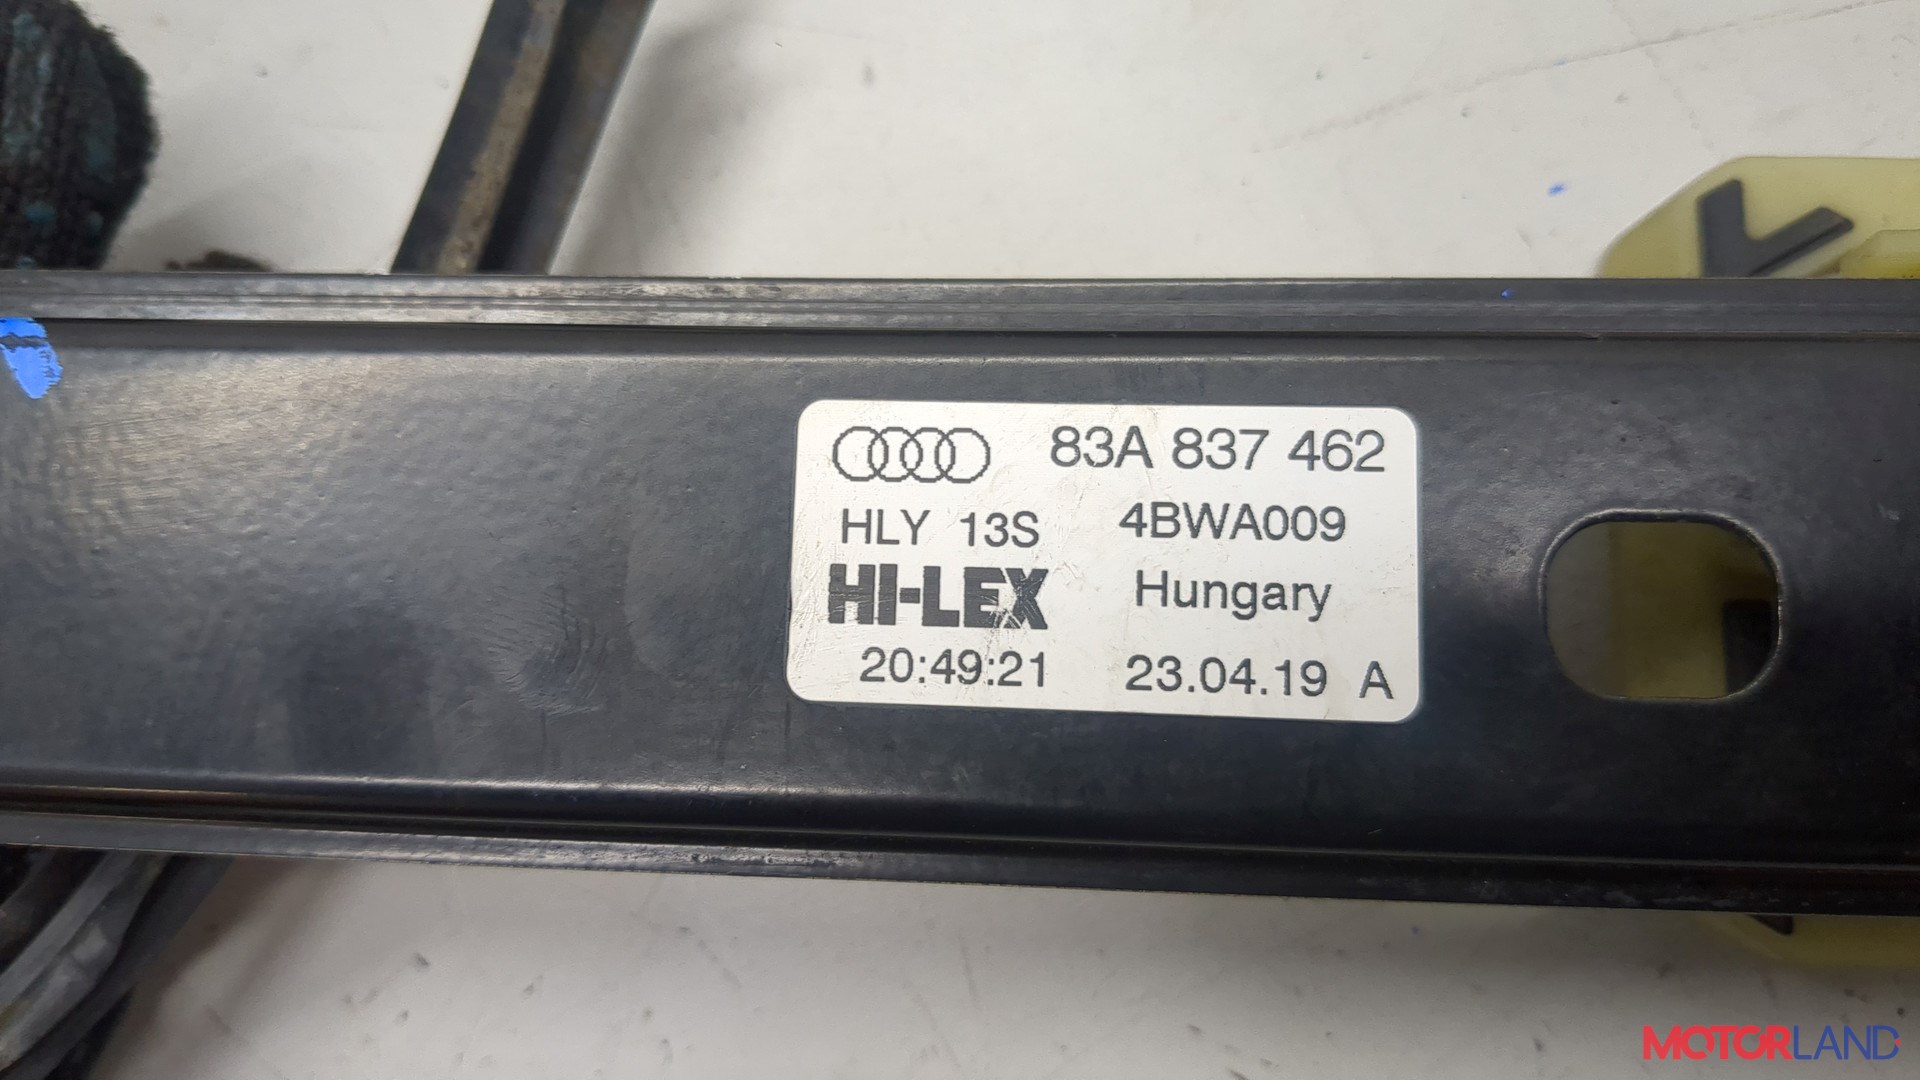 83A 837 462
HLY 13S 4BWA009
HI-LEX Hungary
20:49:21 23.04.19 A
MOTORLAND